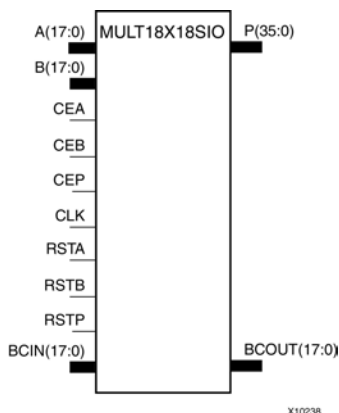 A(17:0) MULT18X18SIO P(35:0)
B(17:0)
CEA
CEB
CEP
CLK
RSTA
RSTB
RSTP
BCIN(17:0) BCOUT(17:0)
X10238